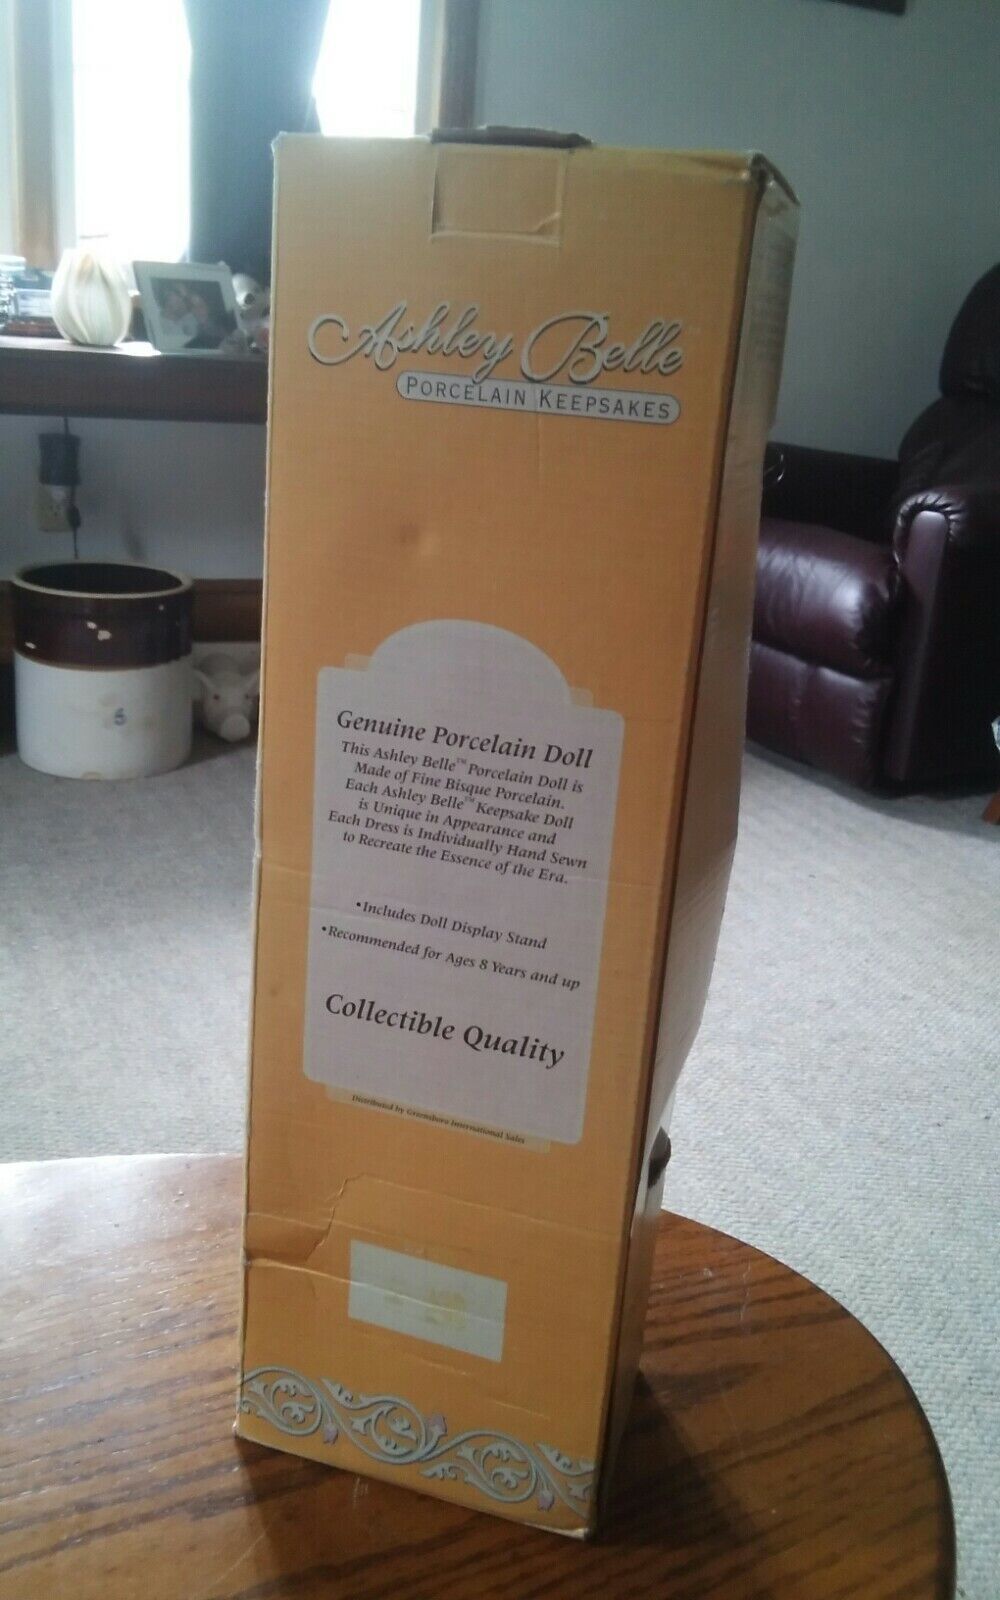 Ashley Belle™
PORCELAIN KEEPSAKES
Genuine Porcelain Doll
This Ashley Belle™ Porcelain Doll is
Made of Fine Bisque Porcelain.
Each Ashley Belle™ Keepsake Doll
is Unique in Appearance and
Each Dress is Individually Hand Sewn
to Recreate the Essence of the Era.
•Includes Doll Display Stand
•Recommended for Ages 8 Years and up
Collectible Quality
Distributed by Greensboro International Sales
5